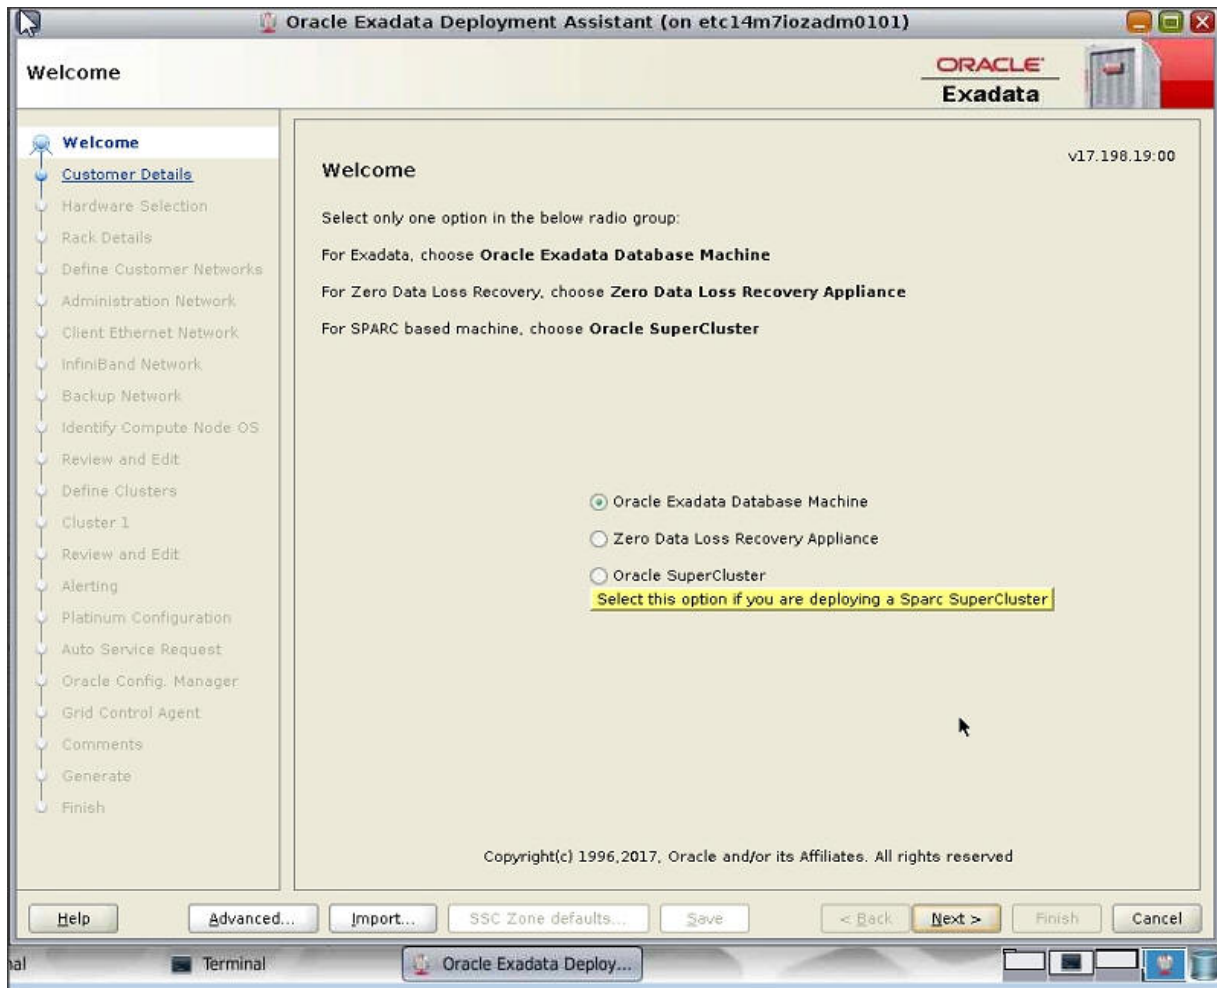 Oracle Exadata Deployment Assistant (on etc14m7iozadm0101)
Welcome
ORACLE
Exadata
Welcome
Customer Details
Hardware Selection
Rack Details
Define Customer Networks
Administration Network
Client Ethernet Network
InfiniBand Network
Backup Network
Identify Compute Node OS
Review and Edit
Define Clusters
Cluster 1
Review and Edit
Alerting
Platinum Configuration
Auto Service Request
Oracle Config. Manager
Grid Control Agent
Comments
Generate
Finish
v17.198.19:00
Welcome
Select only one option in the below radio group:
For Exadata, choose Oracle Exadata Database Machine
For Zero Data Loss Recovery, choose Zero Data Loss Recovery Appliance
For SPARC based machine, choose Oracle SuperCluster
Oracle Exadata Database Machine
Zero Data Loss Recovery Appliance
Oracle SuperCluster
Select this option if you are deploying a Sparc SuperCluster
Copyright(c) 1996,2017, Oracle and/or its Affiliates. All rights reserved
Help Advanced... Import... SSC Zone defaults... Save < Back Next > Finish Cancel
nal Terminal Oracle Exadata Deploy...